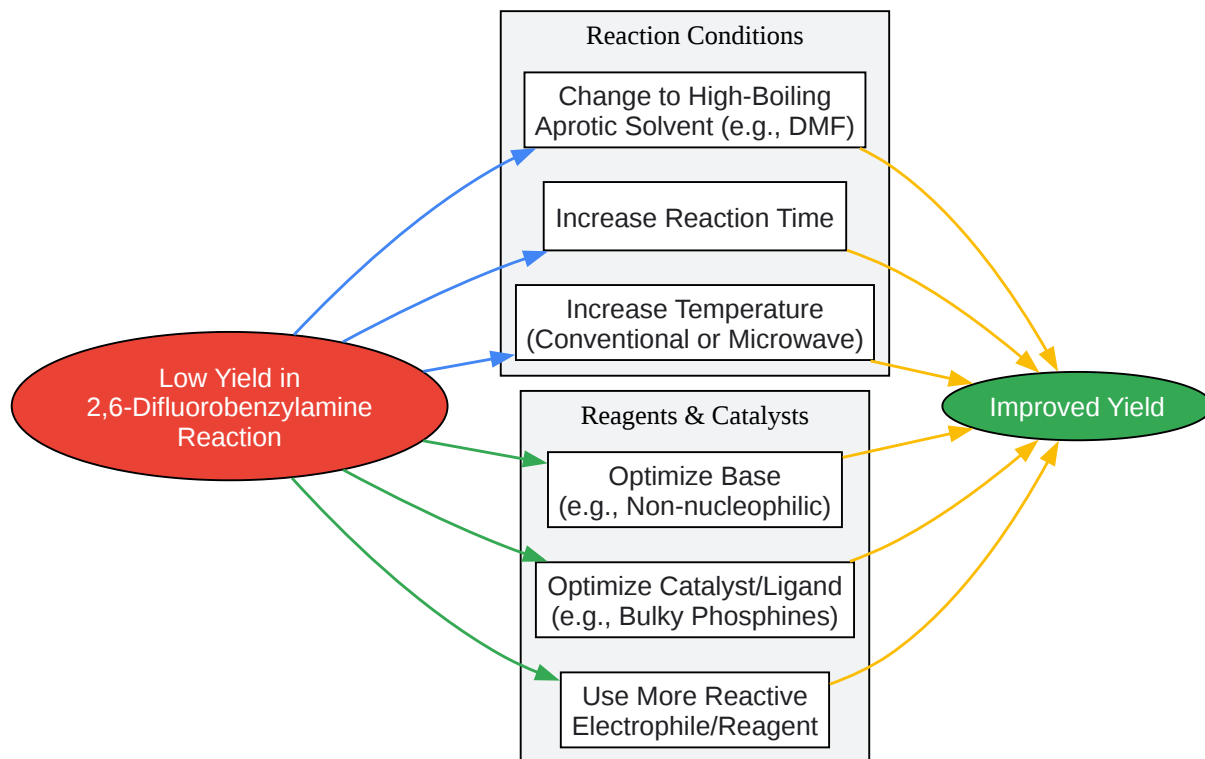 Reaction Conditions
Change to High-Boiling
Aprotic Solvent (e.g., DMF)
Increase Reaction Time
Increase Temperature
(Conventional or Microwave)
Low Yield in
2,6-Difluorobenzylamine
Reaction
Improved Yield
Reagents & Catalysts
Optimize Base
(e.g., Non-nucleophilic)
Optimize Catalyst/Ligand
(e.g., Bulky Phosphines)
Use More Reactive
Electrophile/Reagent